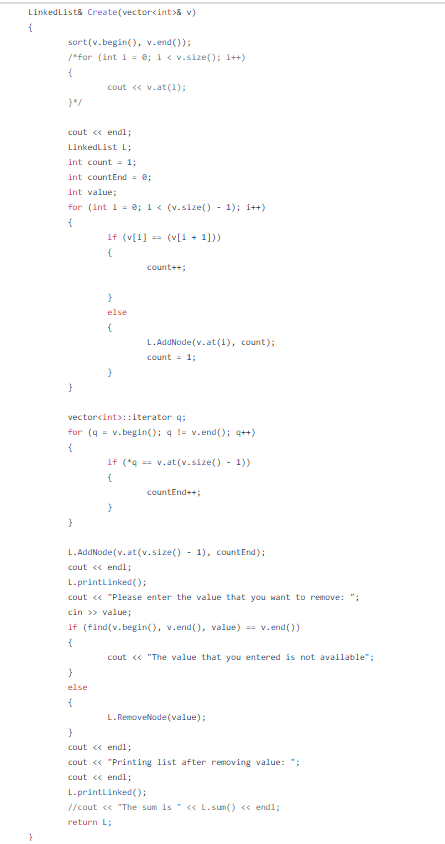 LinkedList& Create(vector<int>& v)
{
sort(v.begin(), v.end());
/*for (int i = 0; i < v.size(); i++)
{
cout << v.at(i);
}*/
cout << endl;
LinkedList L;
int count = 1;
int countEnd = 0;
int value;
for (int i = 0; i < (v.size() - 1); i++)
{
if (v[i] == (v[i + 1]))
{
count++;
}
else
{
L.AddNode(v.at(i), count);
count = 1;
}
}
vector<int>::iterator q;
for (q = v.begin(); q != v.end(); q++)
{
if (*q == v.at(v.size() - 1))
{
countEnd++;
}
}
L.AddNode(v.at(v.size() - 1), countEnd);
cout << endl;
L.printLinked();
cout << "Please enter the value that you want to remove: ";
cin >> value;
if (find(v.begin(), v.end(), value) == v.end())
{
cout << "The value that you entered is not available";
}
else
{
L.RemoveNode(value);
}
cout << endl;
cout << "Printing list after removing value: ";
cout << endl;
L.printLinked();
//cout << "The sum is " << L.sum() << endl;
return L;
}